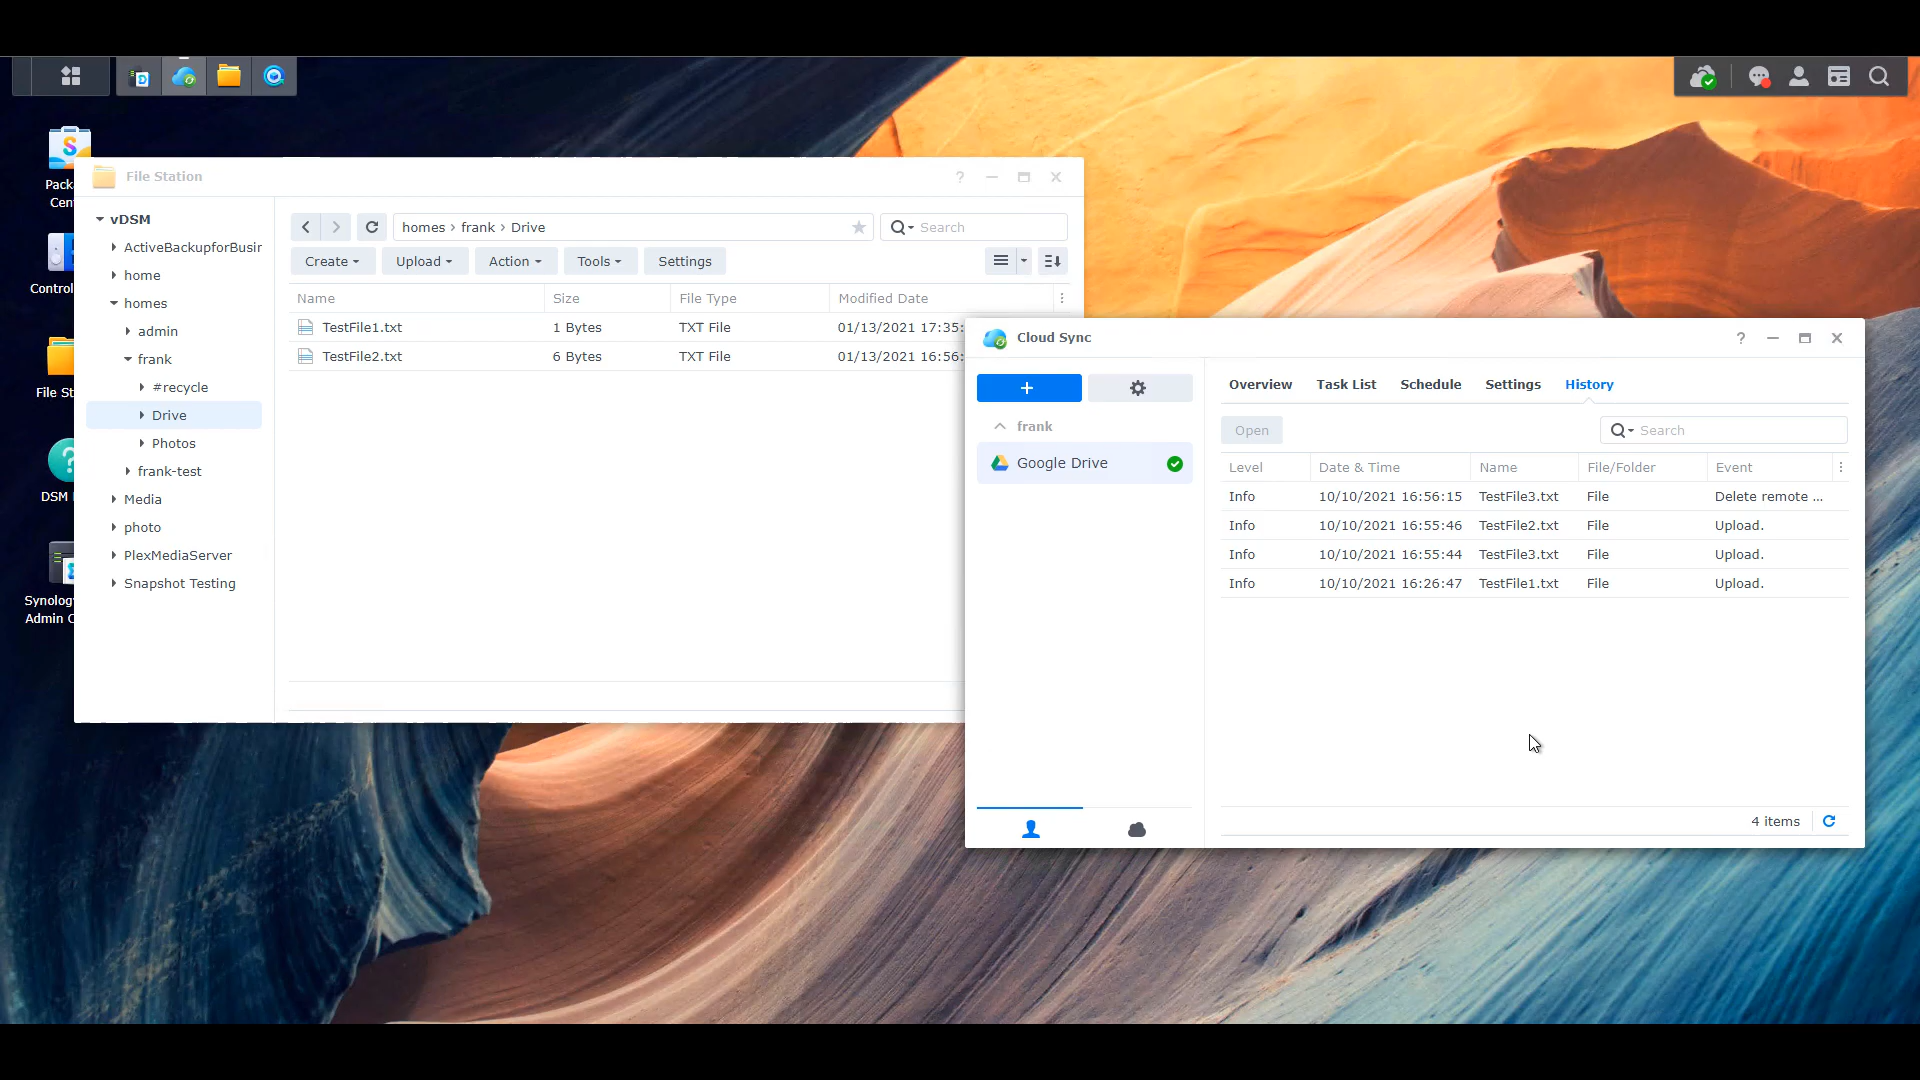 Pack
Cen
Control
File St
DSM
Synology
Admin C
File Station
?
vDSM
ActiveBackupforBusir
home
homes
admin
frank
#recycle
Drive
Photos
frank-test
Media
photo
PlexMediaServer
Snapshot Testing
homes › frank › Drive
Search
Create
Upload
Action
Tools
Settings
Name Size File Type Modified Date
TestFile1.txt 1 Bytes TXT File 01/13/2021 17:35:
TestFile2.txt 6 Bytes TXT File 01/13/2021 16:56:
Cloud Sync
?
+
frank
Google Drive
Overview Task List Schedule Settings History
Open
Search
Level Date & Time Name File/Folder Event
Info 10/10/2021 16:56:15 TestFile3.txt File Delete remote ...
Info 10/10/2021 16:55:46 TestFile2.txt File Upload.
Info 10/10/2021 16:55:44 TestFile3.txt File Upload.
Info 10/10/2021 16:26:47 TestFile1.txt File Upload.
4 items